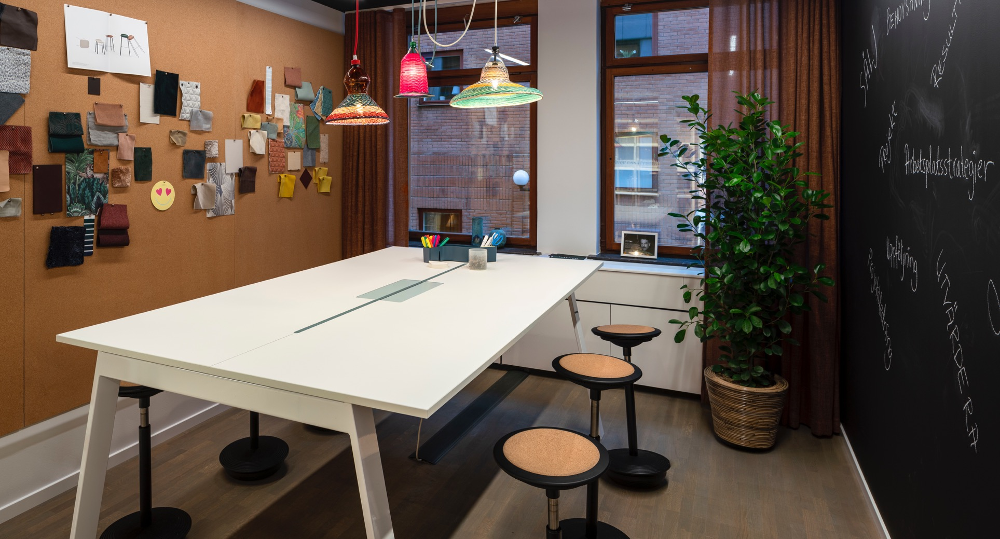 SÄLJ
BEHOVSANALYS
RESULTAT
PROJEKT
Arbetsplatsstrategier
Uppföljning
Projektledning
UTVÄRDERA